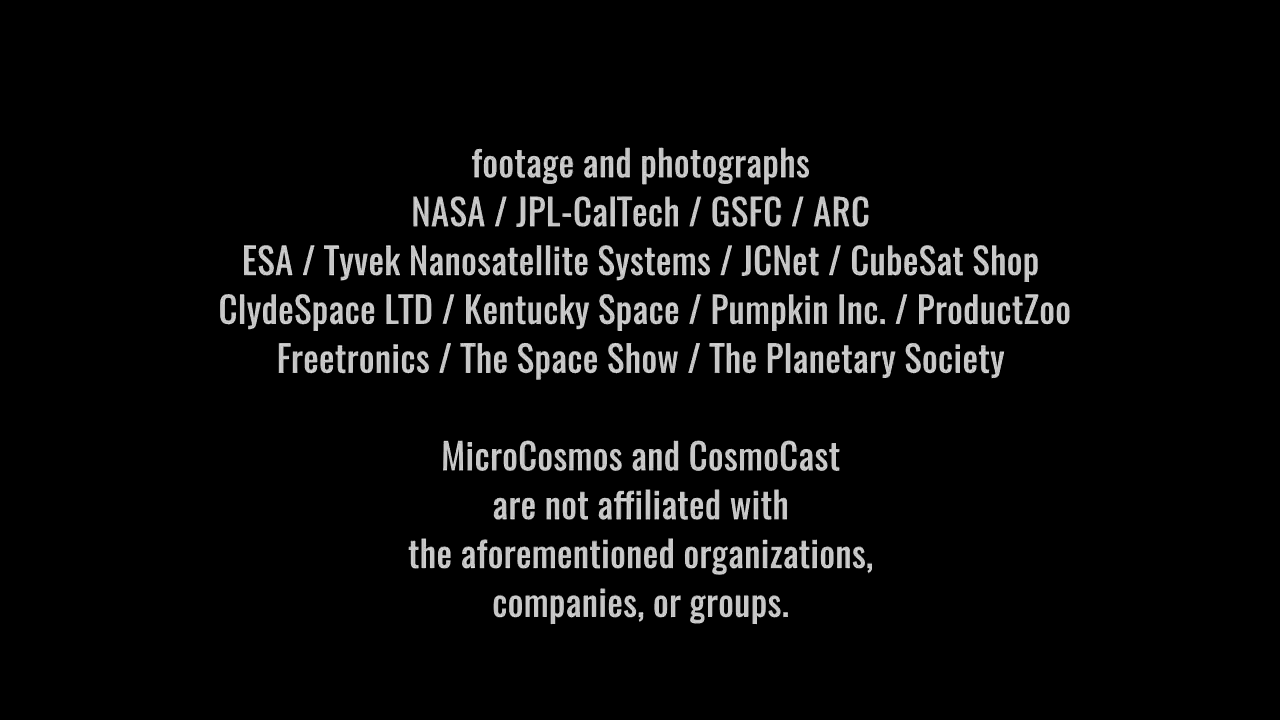 footage and photographs
NASA / JPL-CalTech / GSFC / ARC
ESA / Tyvek Nanosatellite Systems / JCNet / CubeSat Shop
ClydeSpace LTD / Kentucky Space / Pumpkin Inc. / ProductZoo
Freetronics / The Space Show / The Planetary Society
MicroCosmos and CosmoCast
are not affiliated with
the aforementioned organizations,
companies, or groups.